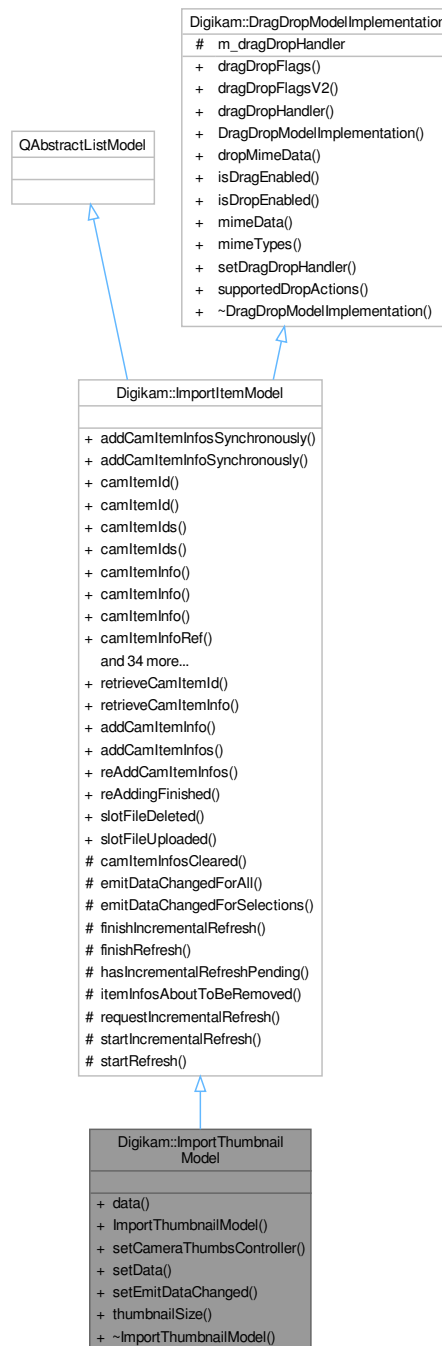 Digikam::DragDropModelImplementation
# m_dragDropHandler
+ dragDropFlags()
+ dragDropFlagsV2()
+ dragDropHandler()
+ DragDropModelImplementation()
+ dropMimeData()
+ isDragEnabled()
+ isDropEnabled()
+ mimeData()
+ mimeTypes()
+ setDragDropHandler()
+ supportedDropActions()
+ ~DragDropModelImplementation()
QAbstractListModel
Digikam::ImportItemModel
+ addCamItemInfosSynchronously()
+ addCamItemInfoSynchronously()
+ camItemId()
+ camItemId()
+ camItemIds()
+ camItemIds()
+ camItemInfo()
+ camItemInfo()
+ camItemInfo()
+ camItemInfoRef()
and 34 more...
+ retrieveCamItemId()
+ retrieveCamItemInfo()
+ addCamItemInfo()
+ addCamItemInfos()
+ reAddCamItemInfos()
+ reAddingFinished()
+ slotFileDeleted()
+ slotFileUploaded()
# camItemInfosCleared()
# emitDataChangedForAll()
# emitDataChangedForSelections()
# finishIncrementalRefresh()
# finishRefresh()
# hasIncrementalRefreshPending()
# itemInfosAboutToBeRemoved()
# requestIncrementalRefresh()
# startIncrementalRefresh()
# startRefresh()
Digikam::ImportThumbnail
Model
+ data()
+ ImportThumbnailModel()
+ setCameraThumbsController()
+ setData()
+ setEmitDataChanged()
+ thumbnailSize()
+ ~ImportThumbnailModel()